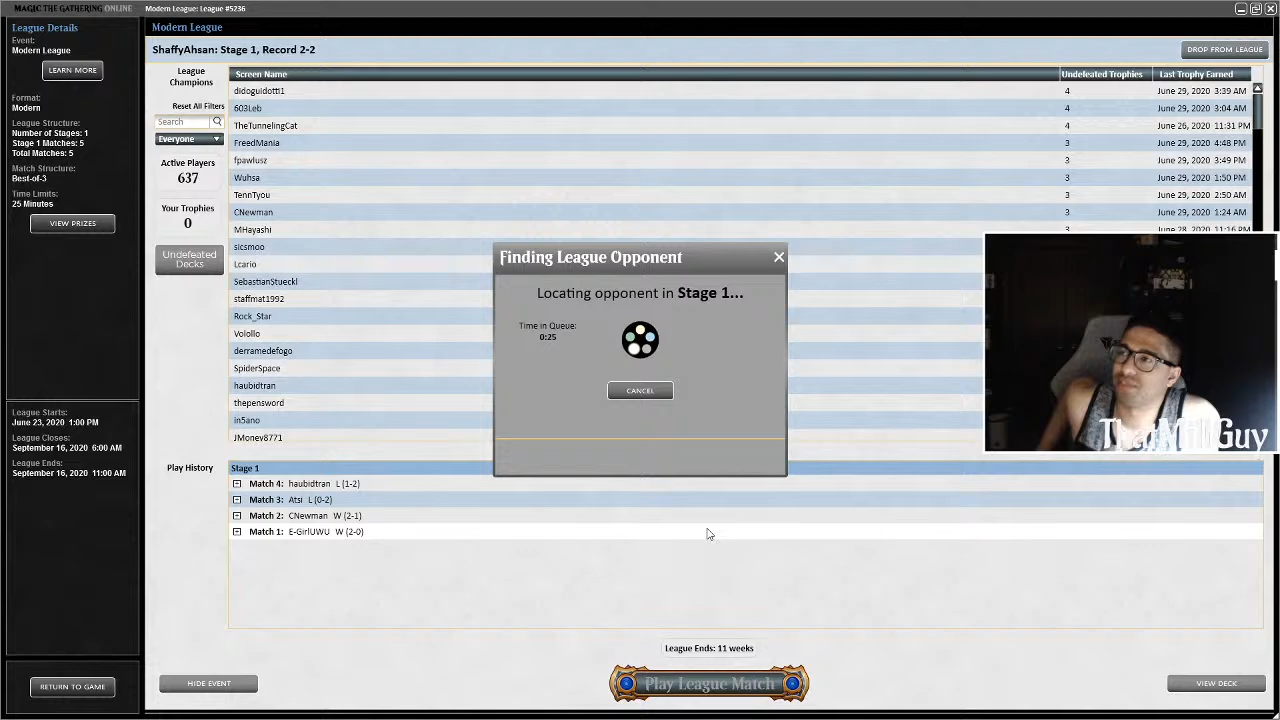 MAGIC THE GATHERING ONLINE
Modern League: League #5236
League Details
Event:
Modern League
LEARN MORE
Format:
Modern
League Structure:
Number of Stages: 1
Stage 1 Matches: 5
Total Matches: 5
Match Structure:
Best-of-3
Time Limits:
25 Minutes
VIEW PRIZES
League Starts:
June 23, 2020 1:00 PM
League Closes:
September 16, 2020 6:00 AM
League Ends:
September 16, 2020 11:00 AM
RETURN TO GAME
Modern League
ShaffyAhsan: Stage 1, Record 2-2
DROP FROM LEAGUE
League
Champions
Reset All Filters
Search
Everyone
Active Players
637
Your Trophies
0
Undefeated
Decks
Screen Name Undefeated Trophies Last Trophy Earned
didoguidotti1 4 June 29, 2020 3:39 AM
603Leb 4 June 29, 2020 3:04 AM
TheTunnelingCat 4 June 26, 2020 11:31 PM
FreedMania 3 June 29, 2020 4:48 PM
fpawlusz 3 June 29, 2020 3:49 PM
Wuhsa 3 June 29, 2020 1:50 PM
TennTyou 3 June 29, 2020 2:50 AM
CNewman 3 June 29, 2020 1:24 AM
MHayashi 3 June 28, 2020 11:16 PM
sicsmoo
Lcario
SebastianStueckl
staffmat1992
Rock_Star
Volollo
derramedefogo
SpiderSpace
haubidtran
thepensword
in5ano
JMoney8771
Finding League Opponent
Locating opponent in Stage 1...
Time in Queue:
0:25
CANCEL
ThatMillGuy
Play History
Stage 1
Match 4: haubidtran L (1-2)
Match 3: Atsi L (0-2)
Match 2: CNewman W (2-1)
Match 1: E-GirlUWU W (2-0)
League Ends: 11 weeks
HIDE EVENT
Play League Match
VIEW DECK